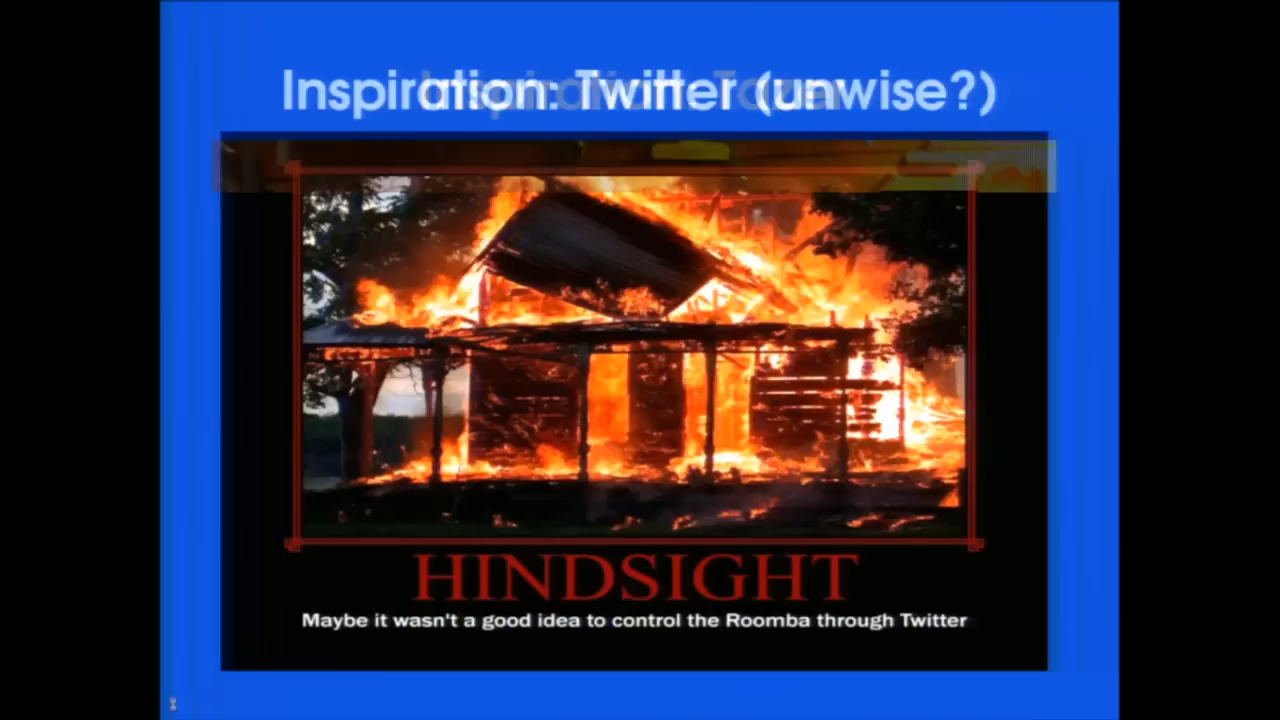 Inspiration: Twitter (unwise?)
HINDSIGHT
Maybe it wasn't a good idea to control the Roomba through Twitter